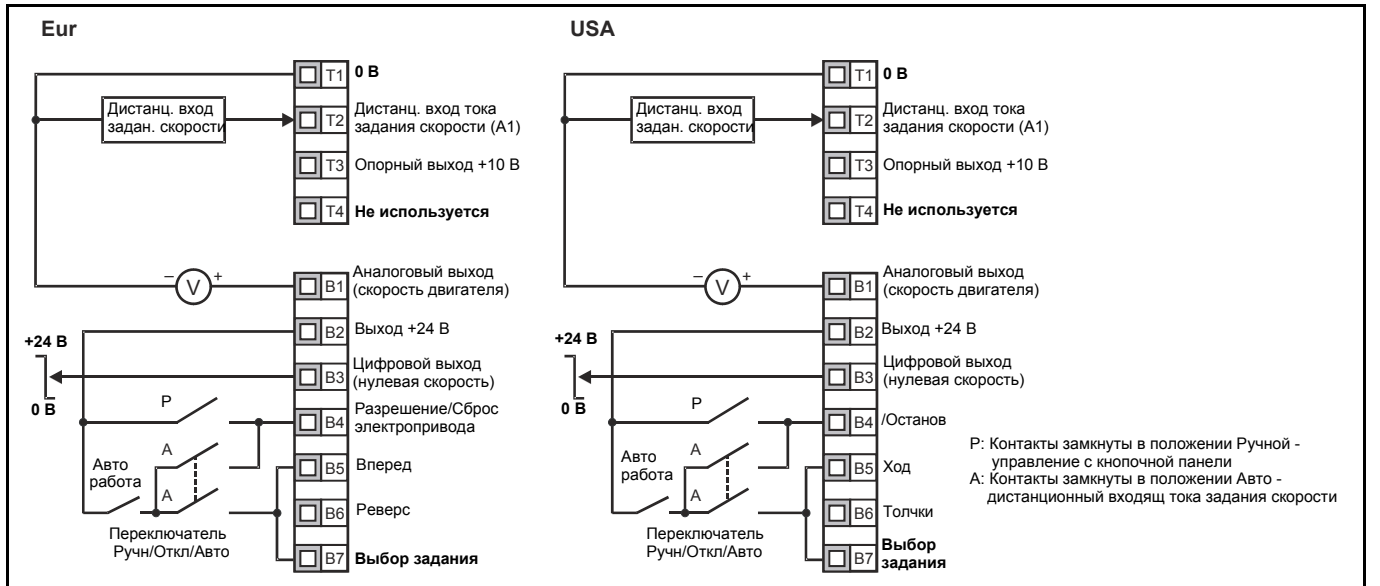 Eur
T1 0 В
Дистанц. вход
задан. скорости
T2 Дистанц. вход тока
задания скорости (A1)
T3 Опорный выход +10 В
T4 Не используется
– V +
B1 Аналоговый выход
(скорость двигателя)
B2 Выход +24 В
+24 В
0 В
B3 Цифровой выход
(нулевая скорость)
Р
B4 Разрешение/Сброс
электропривода
А
Авто
работа
B5 Вперед
А
B6 Реверс
Переключатель
Ручн/Откл/Авто
B7 Выбор задания
USA
T1 0 В
Дистанц. вход
задан. скорости
T2 Дистанц. вход тока
задания скорости (A1)
T3 Опорный выход +10 В
T4 Не используется
– V +
B1 Аналоговый выход
(скорость двигателя)
B2 Выход +24 В
+24 В
0 В
B3 Цифровой выход
(нулевая скорость)
Р
B4 /Останов
А
Авто
работа
B5 Ход
А
B6 Толчки
Переключатель
Ручн/Откл/Авто
B7 Выбор
задания
Р: Контакты замкнуты в положении Ручной -
управление с кнопочной панели
А: Контакты замкнуты в положении Авто -
дистанционный входящ тока задания скорости